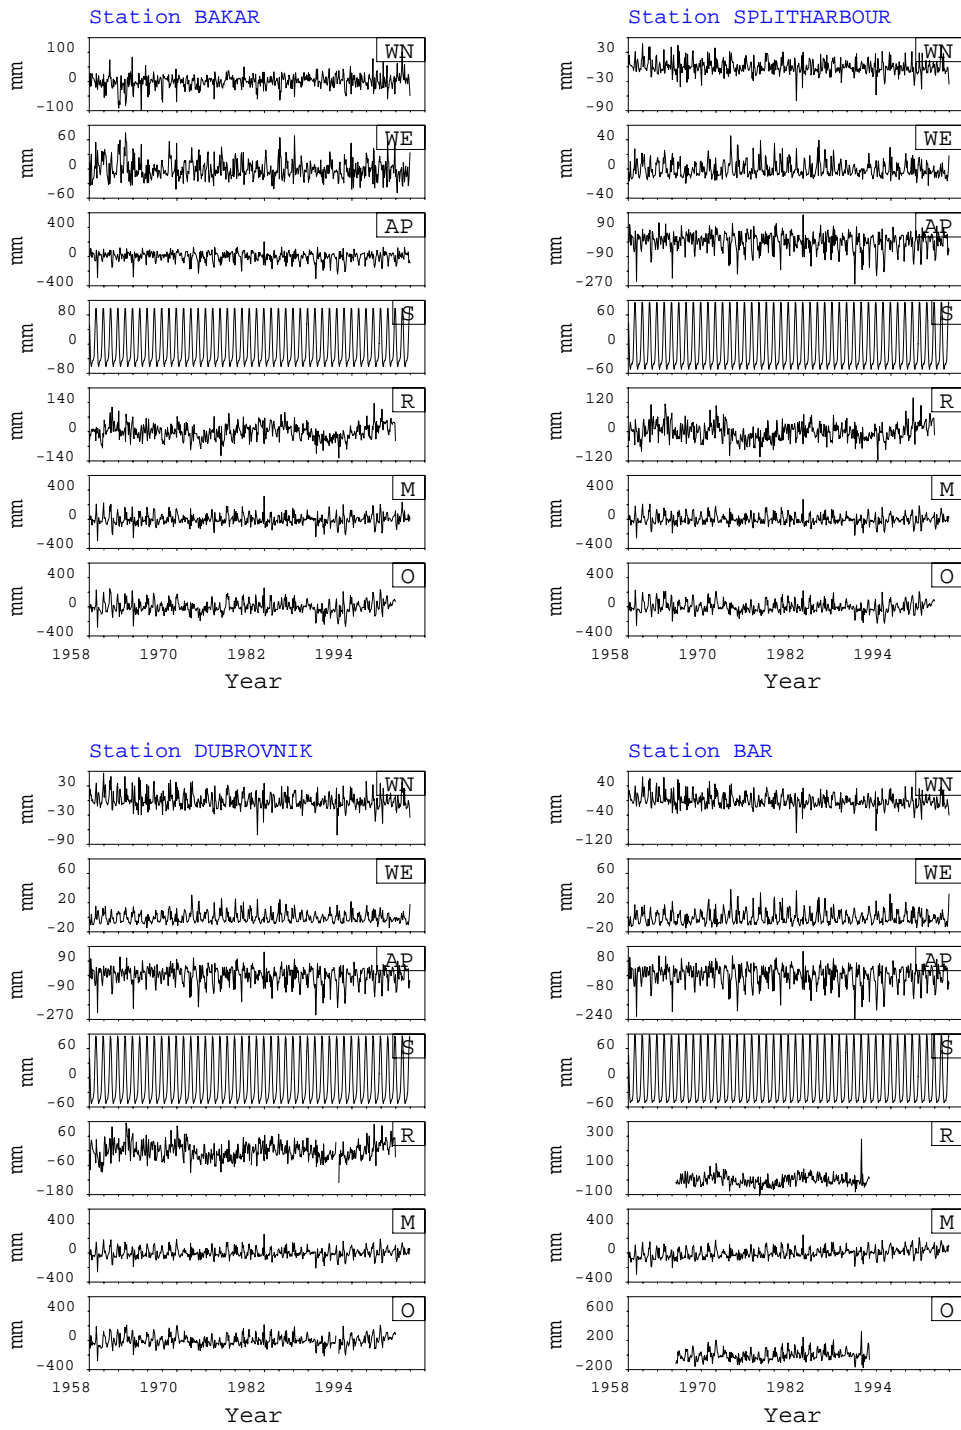 Station BAKAR
100
0
-100
mm
WN
60
0
-60
mm
WE
400
0
-400
mm
AP
80
0
-80
mm
S
140
0
-140
mm
R
400
0
-400
mm
M
400
0
-400
mm
O
1958 1970 1982 1994
Year
Station SPLITHARBOUR
30
-30
-90
mm
WN
40
0
-40
mm
WE
90
-90
-270
mm
AP
60
0
-60
mm
S
120
0
-120
mm
R
400
0
-400
mm
M
400
0
-400
mm
O
1958 1970 1982 1994
Year
Station DUBROVNIK
30
-30
-90
mm
WN
60
20
-20
mm
WE
90
-90
-270
mm
AP
60
0
-60
mm
S
60
-60
-180
mm
R
400
0
-400
mm
M
400
0
-400
mm
O
1958 1970 1982 1994
Year
Station BAR
40
-40
-120
mm
WN
60
20
-20
mm
WE
80
-80
-240
mm
AP
60
0
-60
mm
S
300
100
-100
mm
R
400
0
-400
mm
M
600
200
-200
mm
O
1958 1970 1982 1994
Year